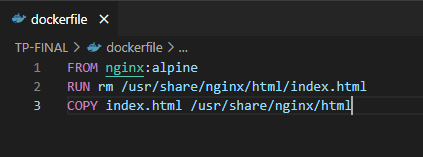 dockerfile
TP-FINAL > dockerfile > ...
1 FROM nginx:alpine
2 RUN rm /usr/share/nginx/html/index.html
3 COPY index.html /usr/share/nginx/html